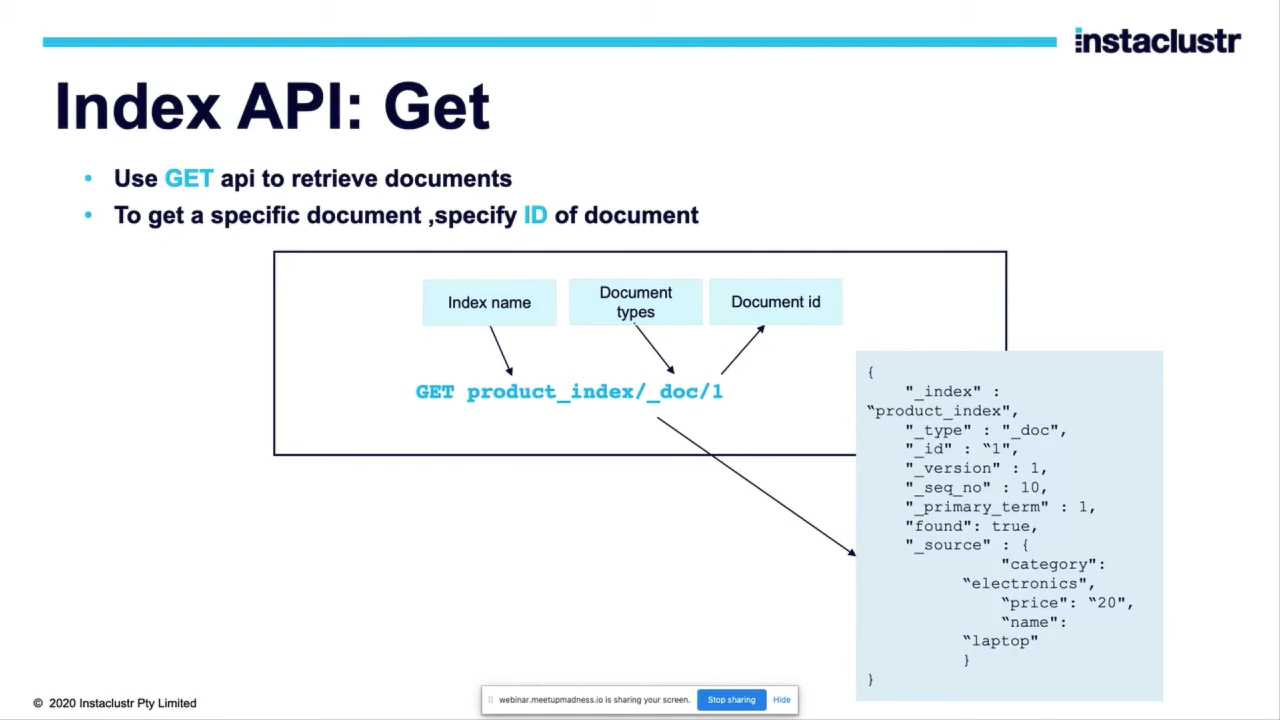 instaclustr
Index API: Get
• Use GET api to retrieve documents
• To get a specific document ,specify ID of document
Index name
Document
types
Document id
GET product_index/_doc/1
{
"_index" :
“product_index",
"_type" : "_doc",
"_id" : “1",
"_version" : 1,
"_seq_no" : 10,
"_primary_term" : 1,
"found": true,
"_source" : {
"category":
“electronics",
“price": “20",
“name":
“laptop"
}
}
© 2020 Instaclustr Pty Limited
webinar.meetupmadness.io is sharing your screen.
Stop sharing
Hide